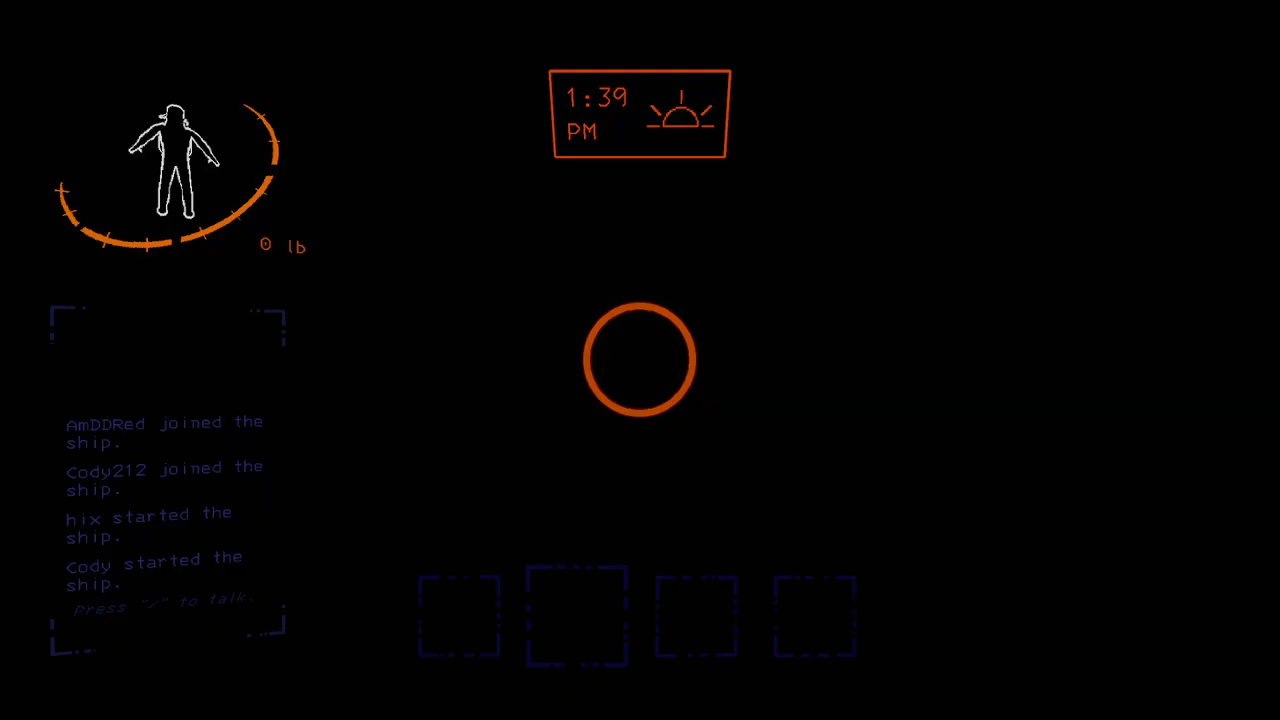 1:39
PM
0 lb
AmDDRed joined the
ship.
Cody212 joined the
ship.
hix started the
ship.
Cody started the
ship.
Press "/" to talk.